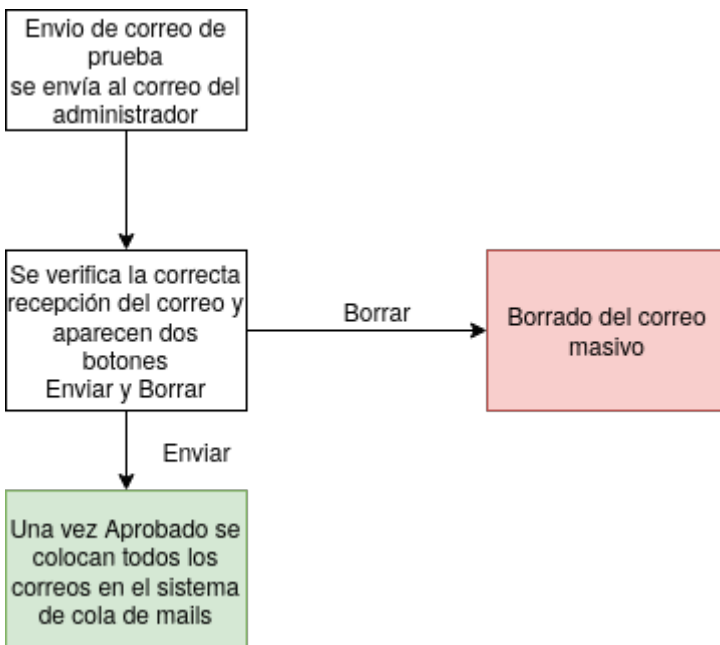 Envio de correo de
prueba
se envía al correo del
administrador
Se verifica la correcta
recepción del correo y
aparecen dos
botones
Enviar y Borrar
Borrar
Borrado del correo
masivo
Enviar
Una vez Aprobado se
colocan todos los
correos en el sistema
de cola de mails